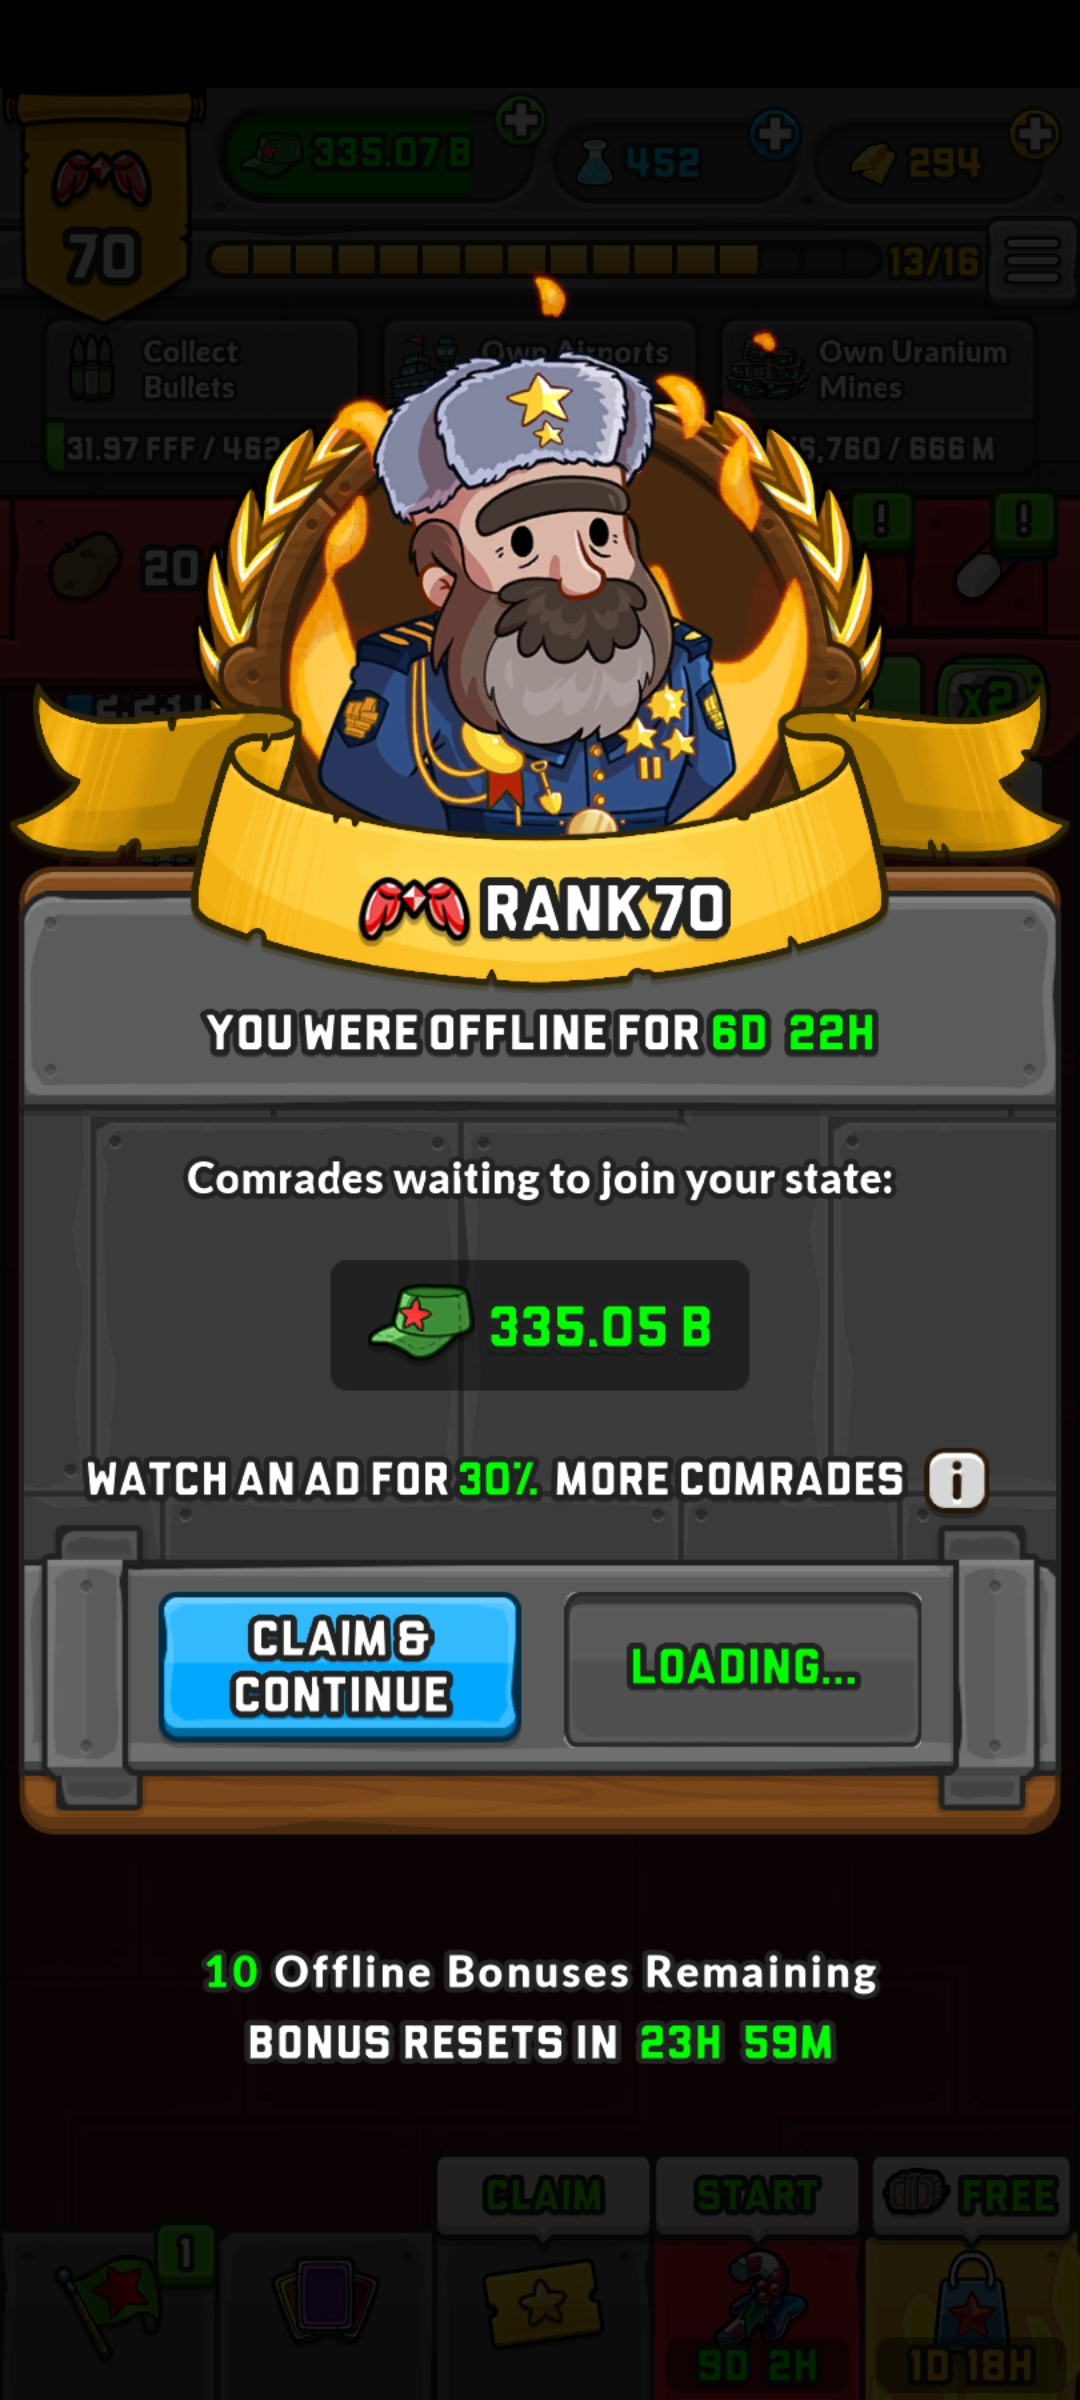 335.07 B
452
294
70
13/16
Collect
Bullets
Own Airports
Own Uranium
Mines
31.97 FFF / 462
6,760 / 666 M
20
!
!
X2
RANK 70
YOU WERE OFFLINE FOR 6D 22H
Comrades waiting to join your state:
335.05 B
WATCH AN AD FOR 30% MORE COMRADES
i
CLAIM &
CONTINUE
LOADING...
10 Offline Bonuses Remaining
BONUS RESETS IN 23H 59M
CLAIM
START
FREE
1
9D 2H
1D 18H